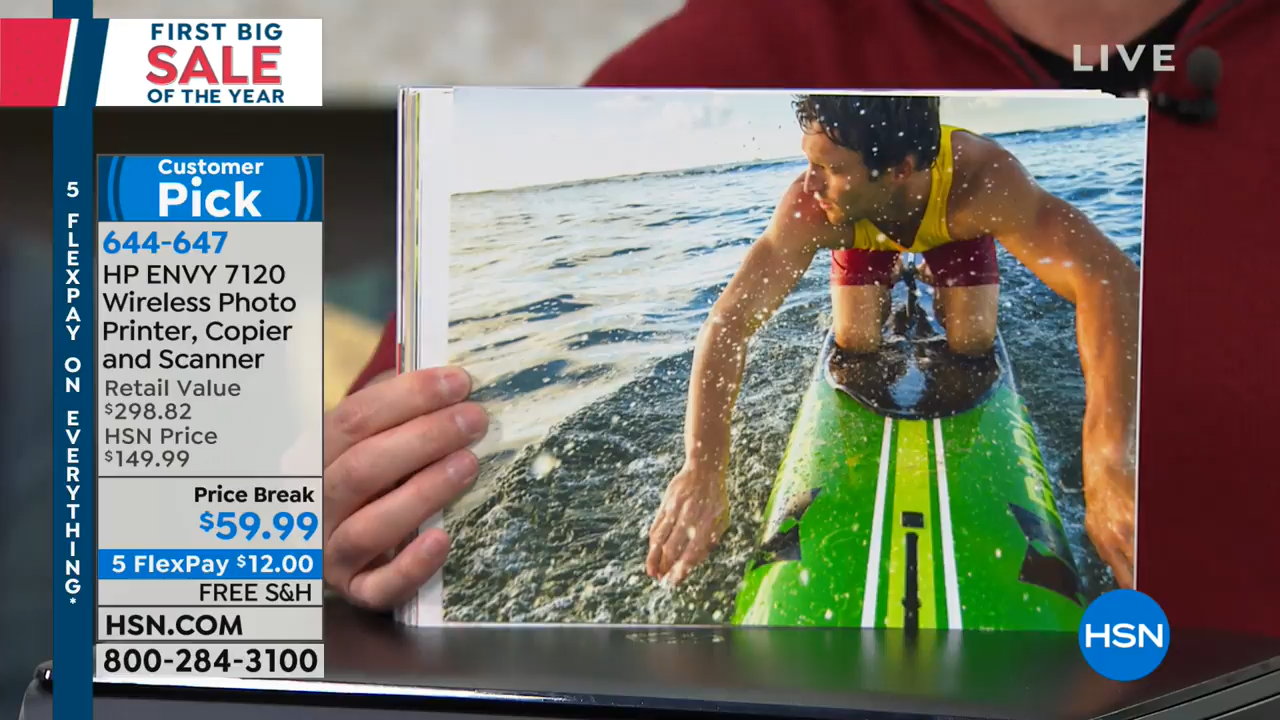 FIRST BIG
SALE
OF THE YEAR
LIVE
5 FLEXPAY ON EVERYTHING*
Customer
Pick
644-647
HP ENVY 7120
Wireless Photo
Printer, Copier
and Scanner
Retail Value
$298.82
HSN Price
$149.99
Price Break
$59.99
5 FlexPay $12.00
FREE S&H
HSN.COM
800-284-3100
HSN